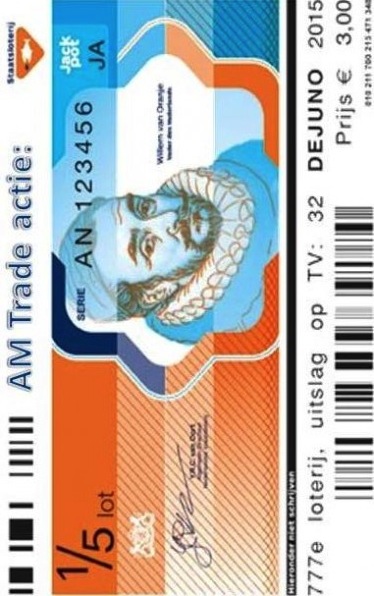 Staatsloterij
AM Trade actie:
1/5 lot
SERIE AN 123456
Jack
pot
JA
Willem van Oranje
Vader des Vaderlands
Hieronder niet schrijven
777e loterij, uitslag op TV: 32 DEJUNO 2015
Prijs € 3,00